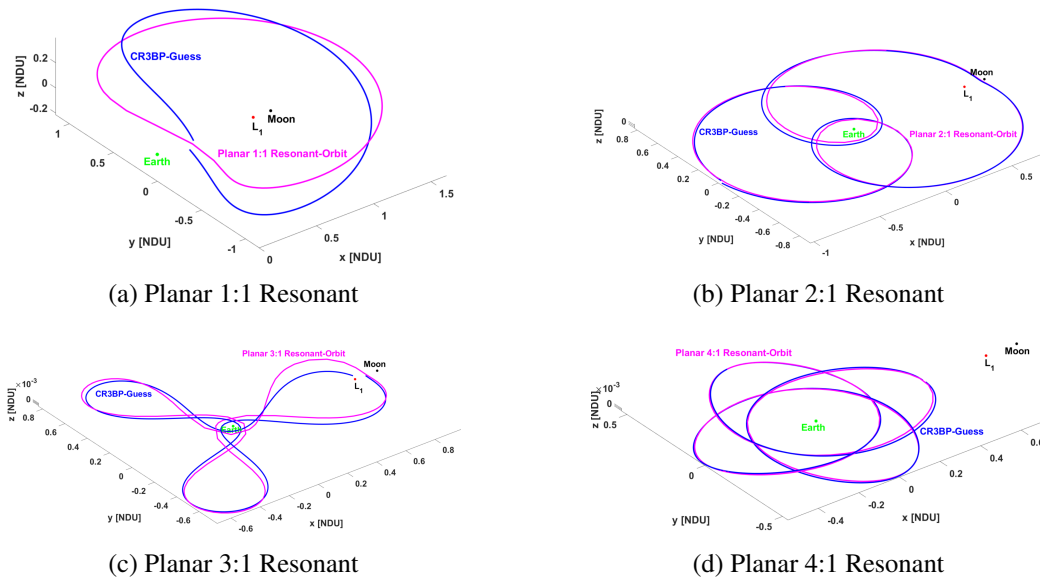 CR3BP-Guess
0.2
0
-0.2
z [NDU]
L1
Moon
Planar 1:1 Resonant-Orbit
Earth
1
0.5
0
-0.5
-1
y [NDU]
0
0.5
1
1.5
x [NDU]
(a) Planar 1:1 Resonant
Moon
L1
z [NDU]
0
0.8
0.6
0.4
0.2
0
-0.2
-0.4
-0.6
-0.8
y [NDU]
CR3BP-Guess
Earth
Planar 2:1 Resonant-Orbit
-1
-0.5
0
0.5
x [NDU]
(b) Planar 2:1 Resonant
Planar 3:1 Resonant-Orbit
Moon
L1
×10-3
z [NDU]
0
CR3BP-Guess
Earth
0.8
0.6
0.4
0.2
0
-0.2
-0.4
-0.6
y [NDU]
-0.6
-0.4
-0.2
0
0.2
0.4
0.6
0.8
x [NDU]
(c) Planar 3:1 Resonant
Planar 4:1 Resonant-Orbit
Moon
L1
×10-3
z [NDU]
0
Earth
CR3BP-Guess
0.5
0
-0.5
y [NDU]
-0.4
-0.2
0
0.2
0.4
0.6
x [NDU]
(d) Planar 4:1 Resonant